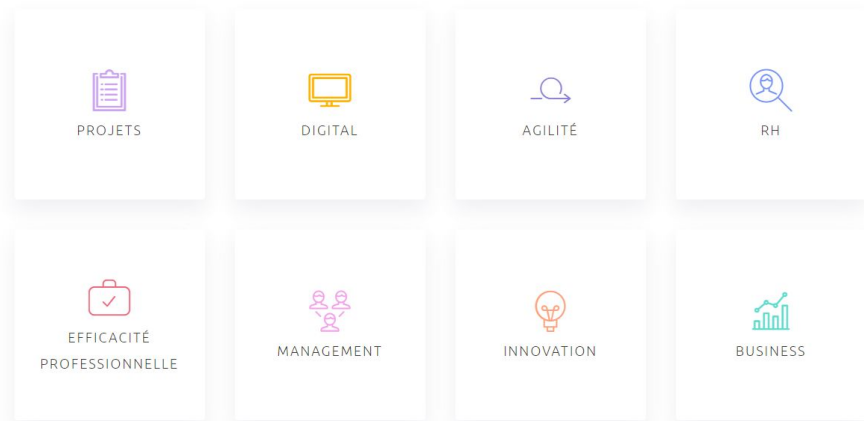 PROJETS
DIGITAL
AGILITÉ
RH
EFFICACITÉ
PROFESSIONNELLE
MANAGEMENT
INNOVATION
BUSINESS